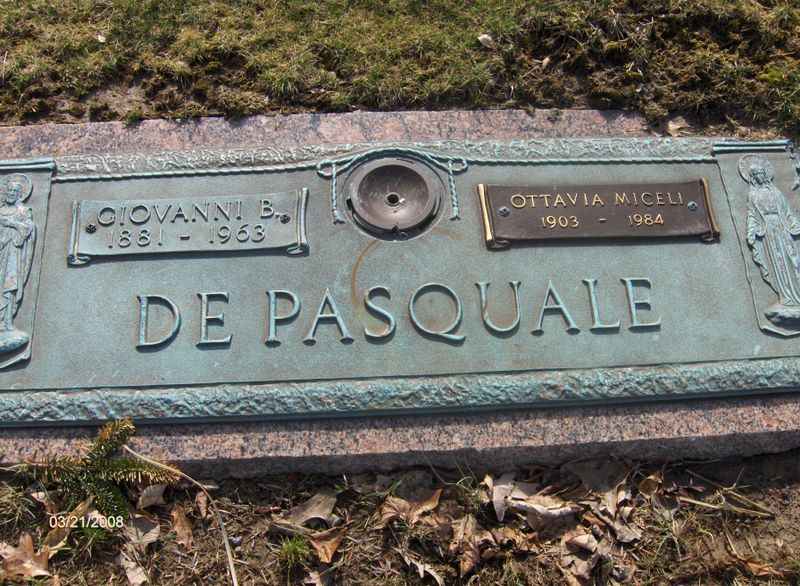 GIOVANNI B.
1881 - 1963
OTTAVIA MICELI
1903 - 1984
DE PASQUALE
03/21/2008